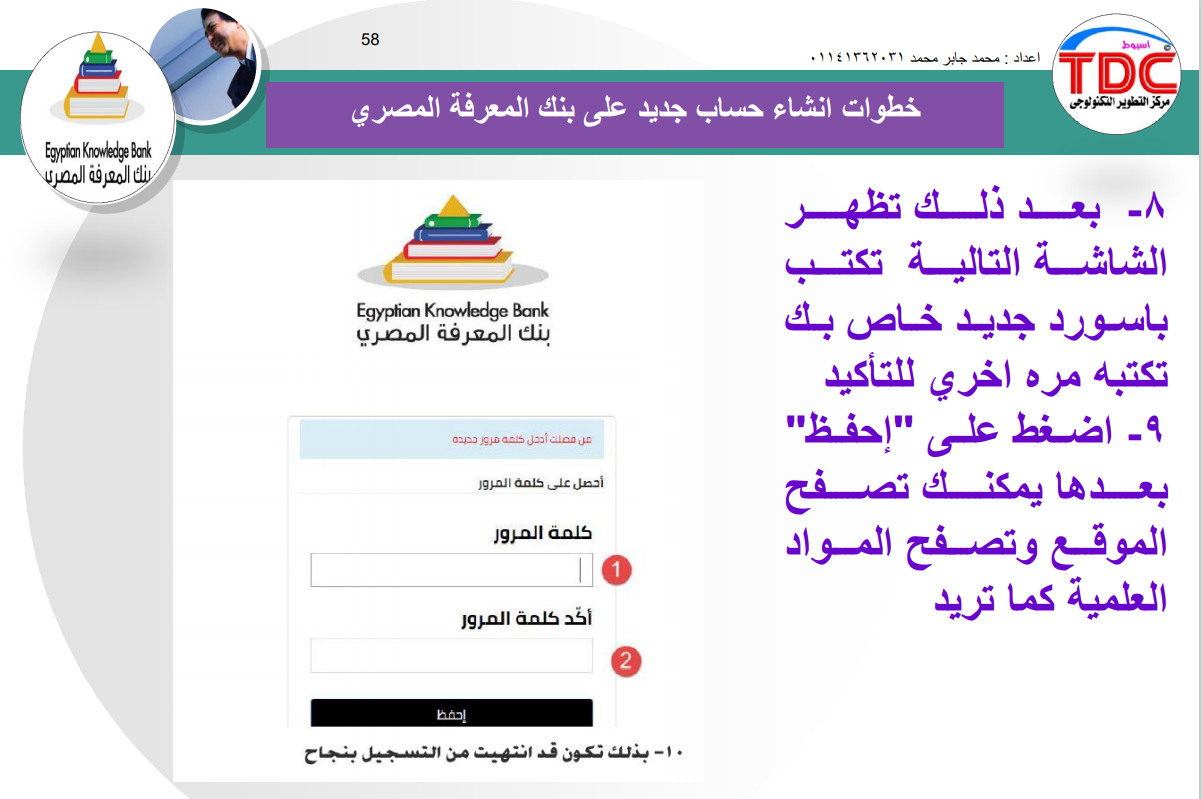 58
اعداد : محمد جابر محمد ٠١١٤١٣٦٢٠٣١
اسيوط
TDC
مركز التطوير التكنولوجى
Egyptian Knowledge Bank
بنك المعرفة المصري
خطوات انشاء حساب جديد على بنك المعرفة المصري
٨- بعد ذلك تظهر
الشاشة التالية تكتب
باسورد جديد خاص بك
تكتبه مره اخري للتأكيد
٩- اضغط على "إحفظ"
بعدها يمكنك تصفح
الموقع وتصفح المواد
العلمية كما تريد
Egyptian Knowledge Bank
بنك المعرفة المصري
من فضلك أدخل كلمة مرور جديدة
أحصل على كلمة المرور
كلمة المرور
1
أكّد كلمة المرور
2
إحفظ
١٠- بذلك تكون قد انتهيت من التسجيل بنجاح